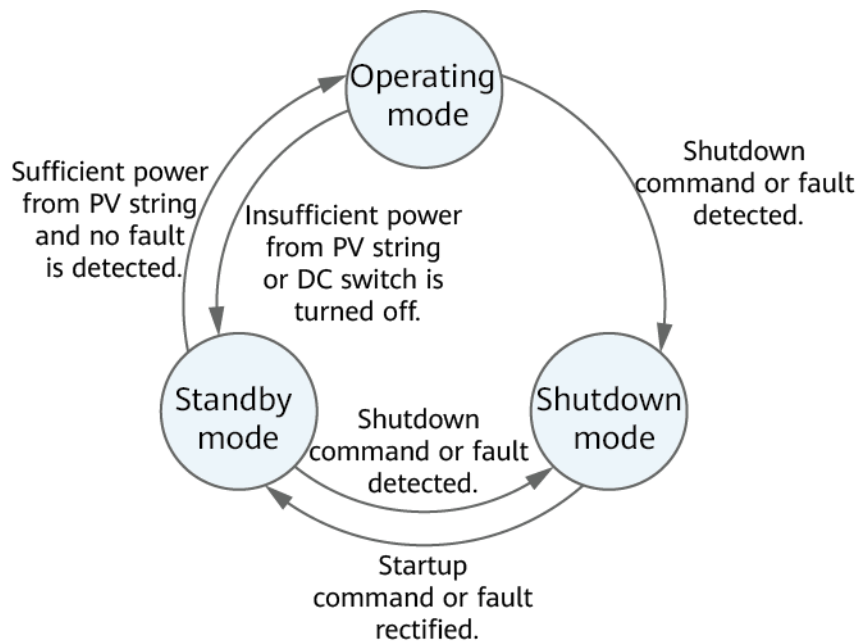 Operating
mode
Shutdown
command or fault
detected.
Sufficient power
from PV string
and no fault
is detected.
Insufficient power
from PV string
or DC switch is
turned off.
Standby
mode
Shutdown
mode
Shutdown
command or fault
detected.
Startup
command or fault
rectified.